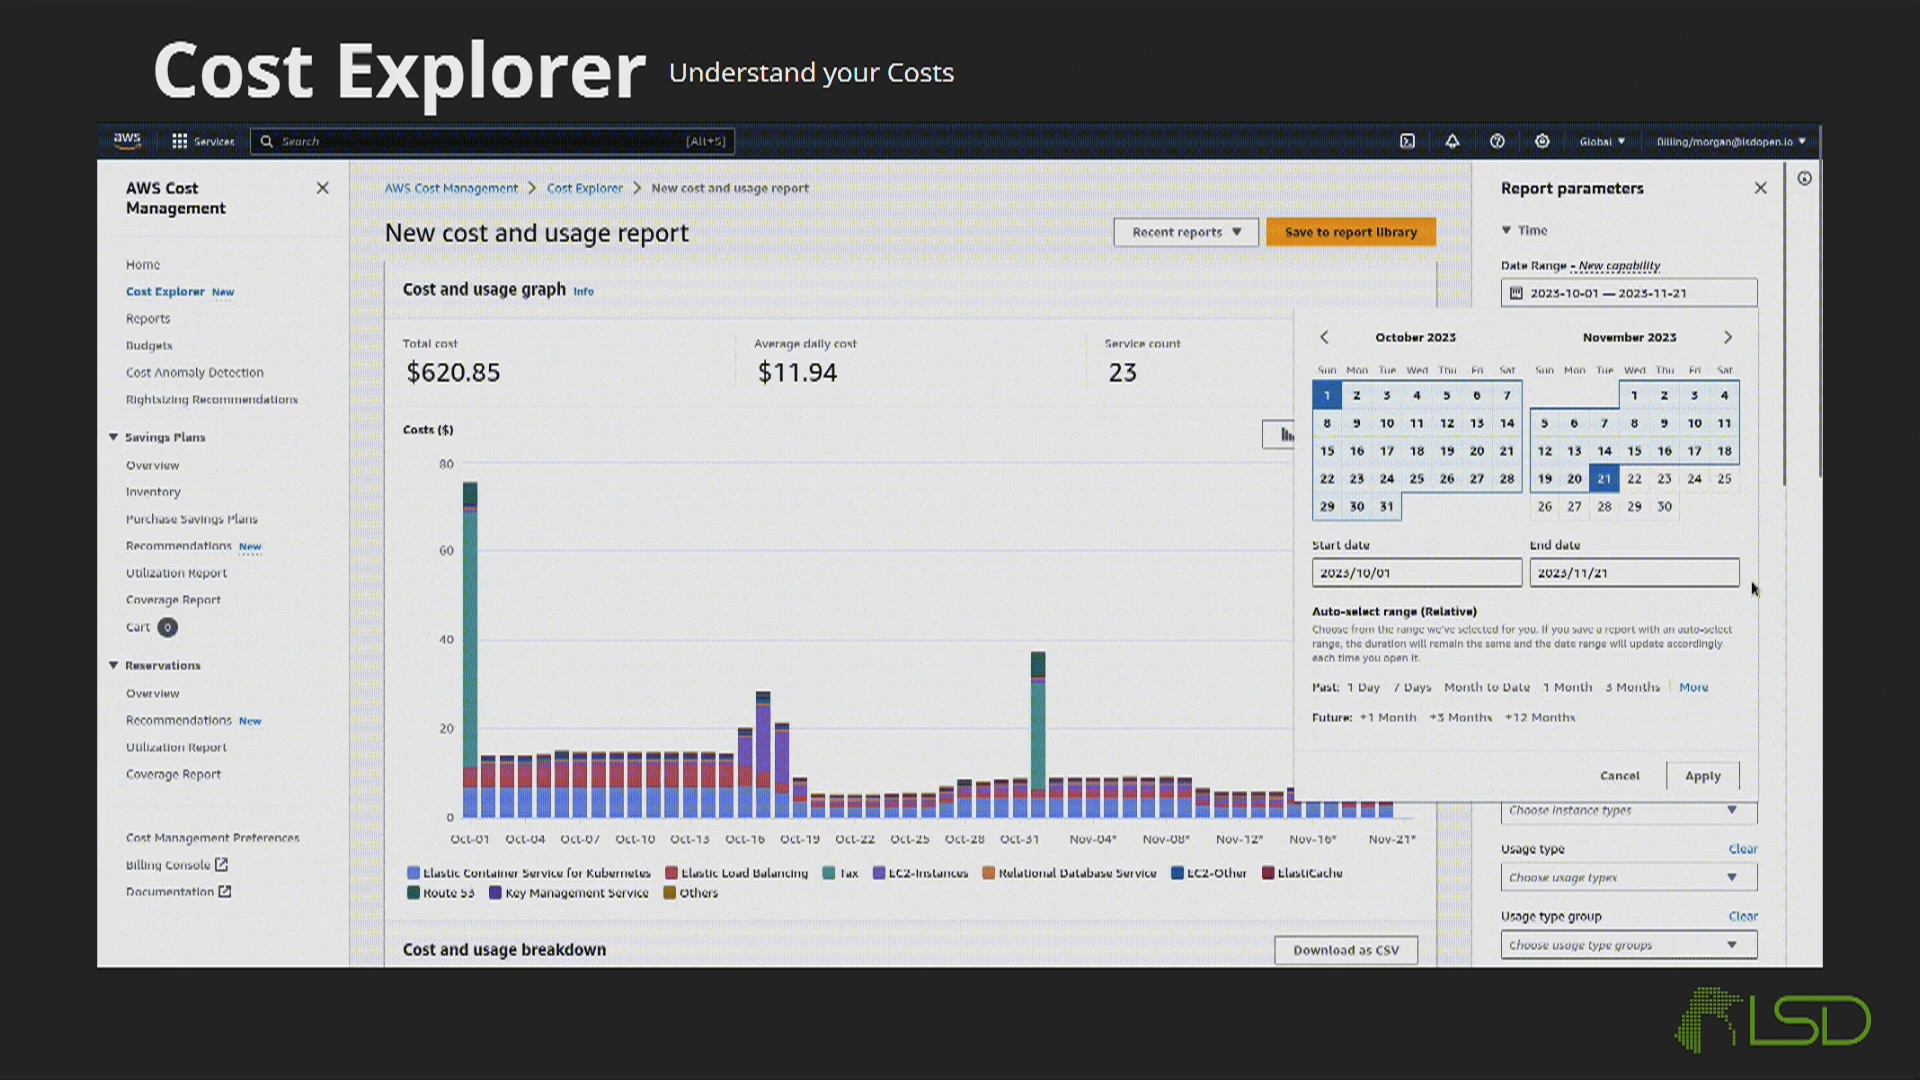 Cost Explorer Understand your Costs
aws Services Search [Alt+S] Global Billing/morgan@lsdopen.io
AWS Cost Management
Home
Cost Explorer New
Reports
Budgets
Cost Anomaly Detection
Rightsizing Recommendations
Savings Plans
Overview
Inventory
Purchase Savings Plans
Recommendations New
Utilization Report
Coverage Report
Cart 0
Reservations
Overview
Recommendations New
Utilization Report
Coverage Report
Cost Management Preferences
Billing Console
Documentation
AWS Cost Management > Cost Explorer > New cost and usage report
New cost and usage report
Recent reports Save to report library
Cost and usage graph Info
Total cost Average daily cost Service count
$620.85 $11.94 23
Costs ($)
80
60
40
20
0
Oct-01 Oct-04 Oct-07 Oct-10 Oct-13 Oct-16 Oct-19 Oct-22 Oct-25 Oct-28 Oct-31 Nov-04* Nov-08* Nov-12* Nov-16* Nov-21*
Elastic Container Service for Kubernetes Elastic Load Balancing Tax EC2-Instances Relational Database Service EC2-Other ElastiCache
Route 53 Key Management Service Others
Cost and usage breakdown Download as CSV
Report parameters
Time
Date Range - New capability
2023-10-01 — 2023-11-21
October 2023 November 2023
Sun Mon Tue Wed Thu Fri Sat Sun Mon Tue Wed Thu Fri Sat
1 2 3 4 5 6 7 1 2 3 4
8 9 10 11 12 13 14 5 6 7 8 9 10 11
15 16 17 18 19 20 21 12 13 14 15 16 17 18
22 23 24 25 26 27 28 19 20 21 22 23 24 25
29 30 31 26 27 28 29 30
Start date End date
2023/10/01 2023/11/21
Auto-select range (Relative)
Choose from the range we've selected for you. If you save a report with an auto-select
range, the duration will remain the same and the date range will update accordingly
each time you open it.
Past: 1 Day 7 Days Month to Date 1 Month 3 Months More
Future: +1 Month +3 Months +12 Months
Cancel Apply
Choose instance types
Usage type Clear
Choose usage types
Usage type group Clear
Choose usage type groups
LSD